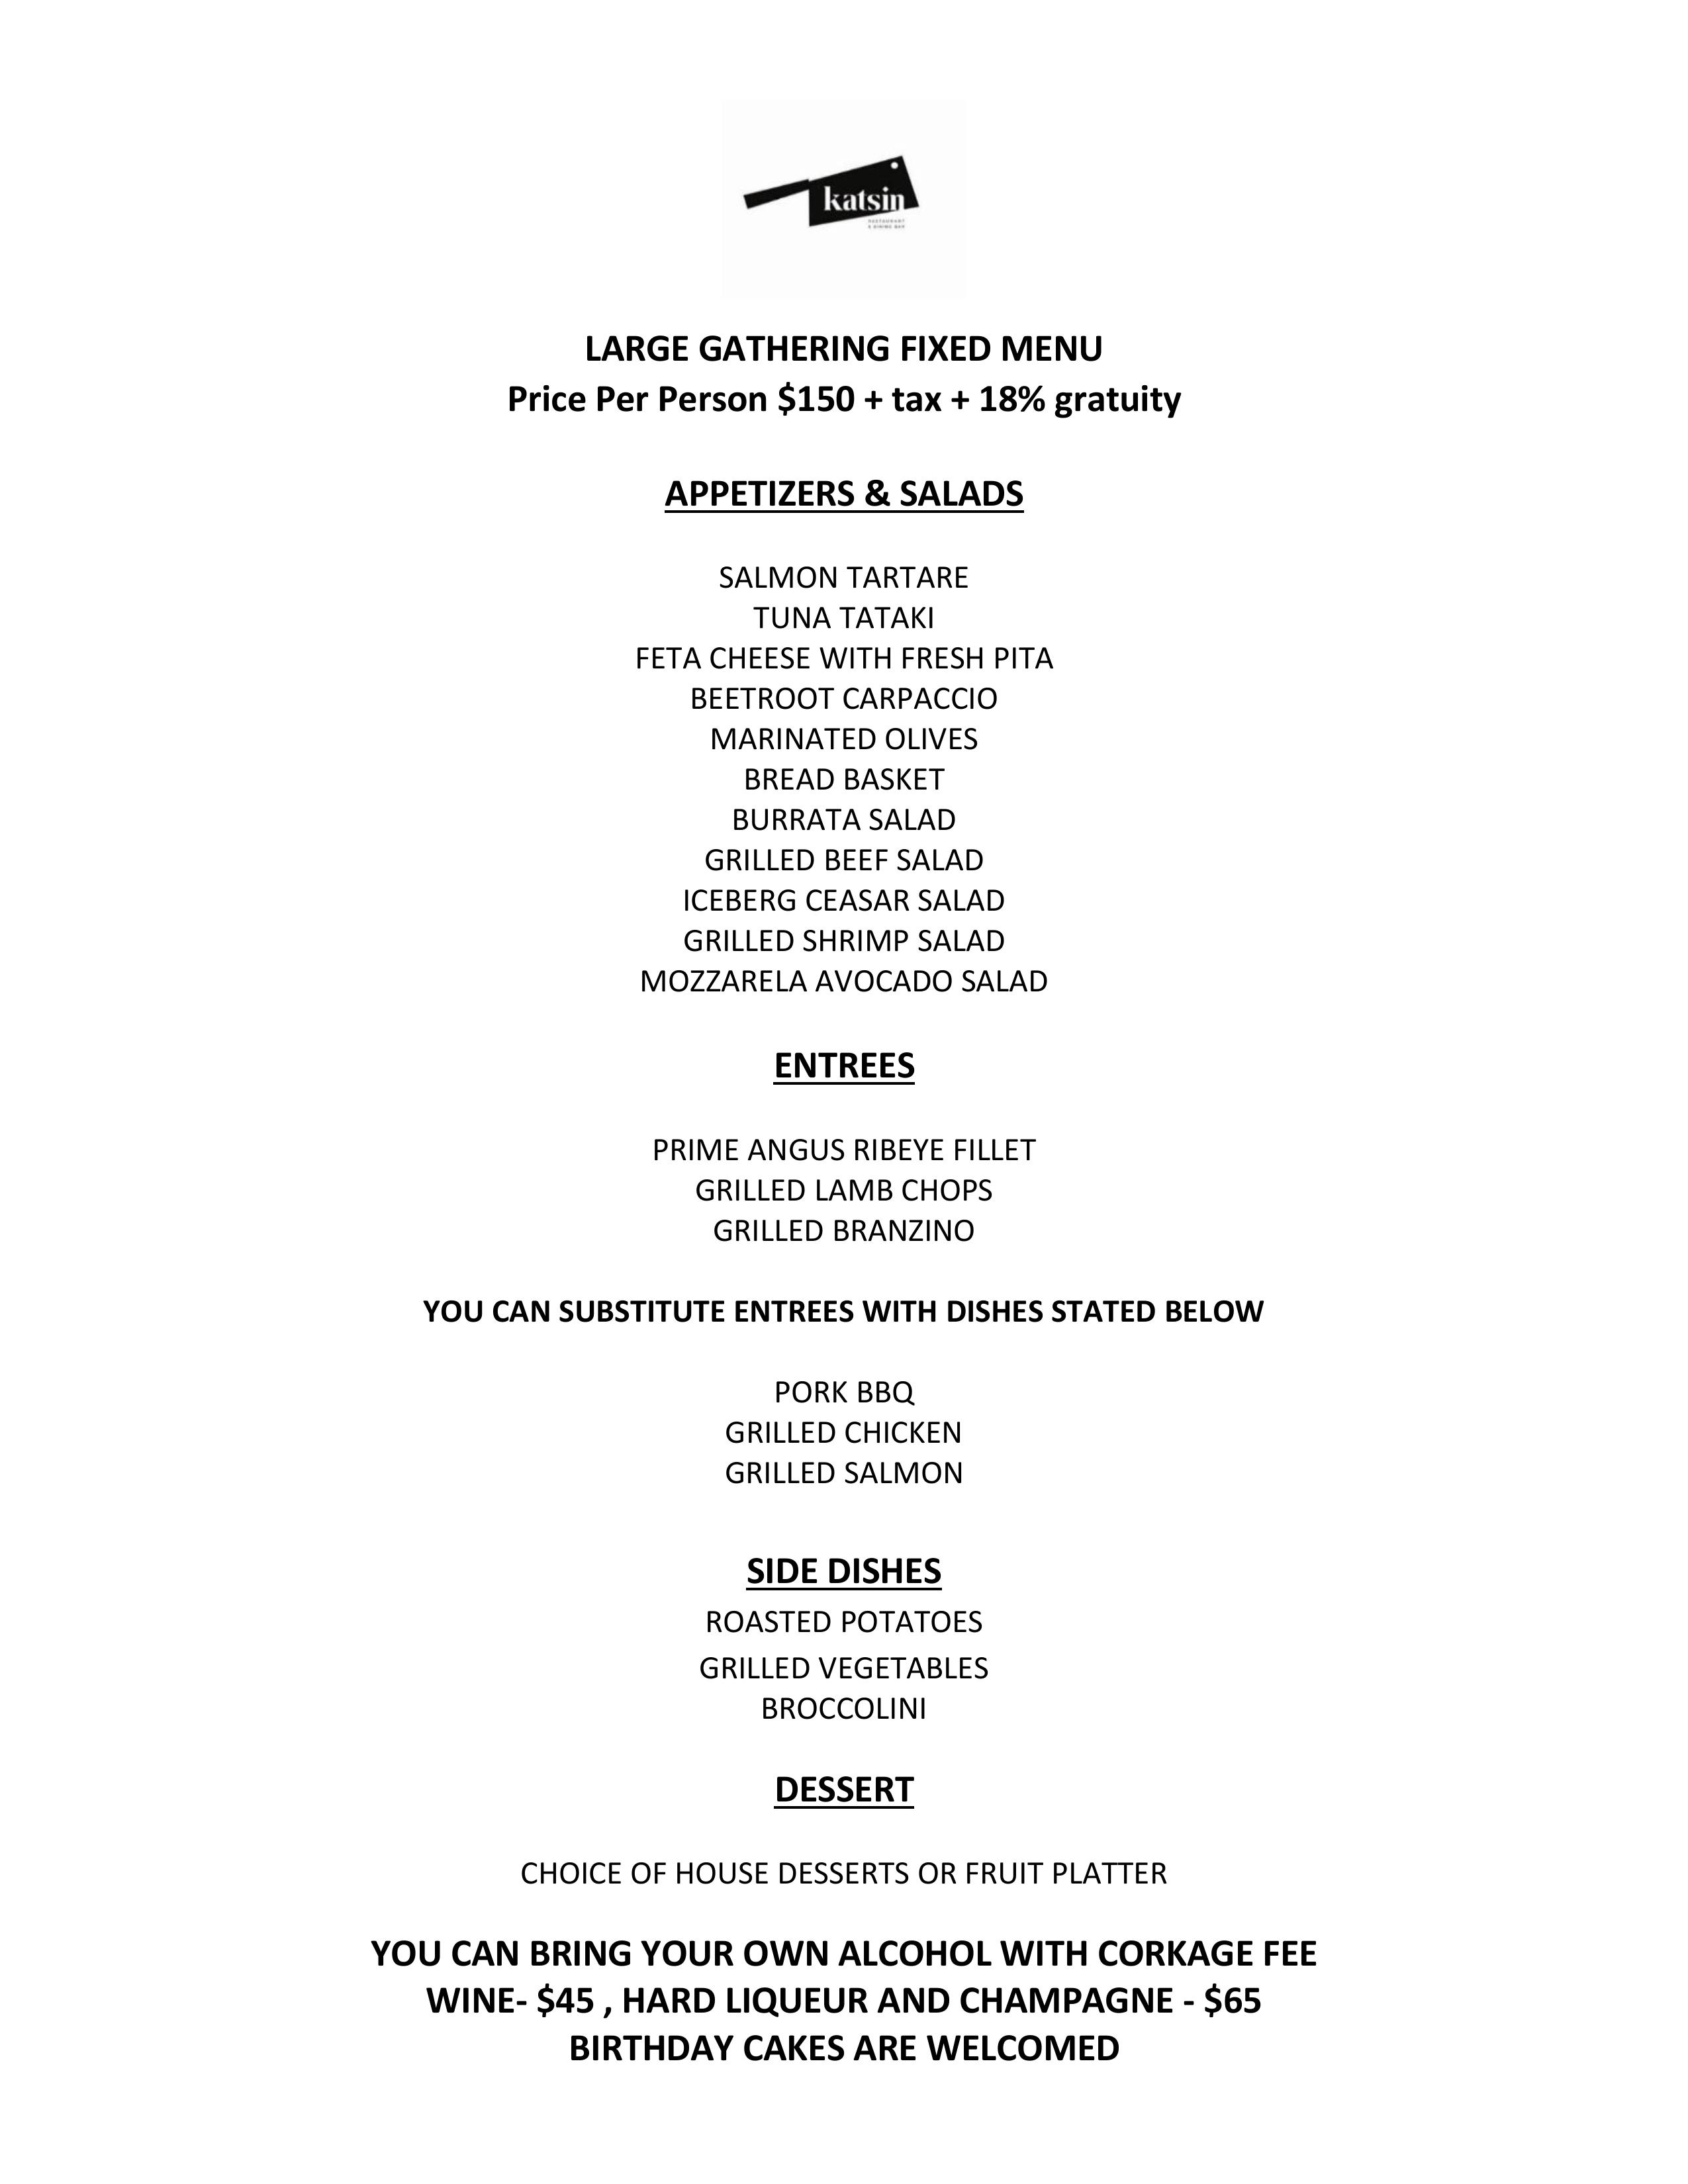 katsin
RESTAURANT
& DINING BAR
LARGE GATHERING FIXED MENU
Price Per Person $150 + tax + 18% gratuity
APPETIZERS & SALADS
SALMON TARTARE
TUNA TATAKI
FETA CHEESE WITH FRESH PITA
BEETROOT CARPACCIO
MARINATED OLIVES
BREAD BASKET
BURRATA SALAD
GRILLED BEEF SALAD
ICEBERG CEASAR SALAD
GRILLED SHRIMP SALAD
MOZZARELA AVOCADO SALAD
ENTREES
PRIME ANGUS RIBEYE FILLET
GRILLED LAMB CHOPS
GRILLED BRANZINO
YOU CAN SUBSTITUTE ENTREES WITH DISHES STATED BELOW
PORK BBQ
GRILLED CHICKEN
GRILLED SALMON
SIDE DISHES
ROASTED POTATOES
GRILLED VEGETABLES
BROCCOLINI
DESSERT
CHOICE OF HOUSE DESSERTS OR FRUIT PLATTER
YOU CAN BRING YOUR OWN ALCOHOL WITH CORKAGE FEE
WINE- $45 , HARD LIQUEUR AND CHAMPAGNE - $65
BIRTHDAY CAKES ARE WELCOMED